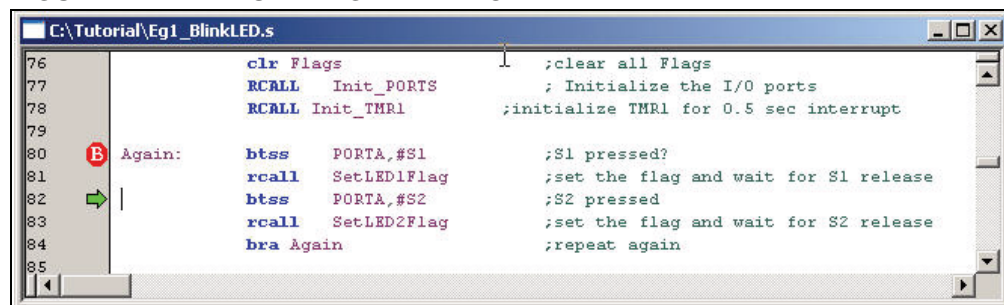 C:\Tutorial\Eg1_BlinkLED.s
76 clr Flags ;clear all Flags
77 RCALL Init_PORTS ; Initialize the I/O ports
78 RCALL Init_TMR1 ;initialize TMR1 for 0.5 sec interrupt
79
80 B Again: btss PORTA,#S1 ;S1 pressed?
81 rcall SetLED1Flag ;set the flag and wait for S1 release
82 btss PORTA,#S2 ;S2 pressed
83 rcall SetLED2Flag ;set the flag and wait for S2 release
84 bra Again ;repeat again
85